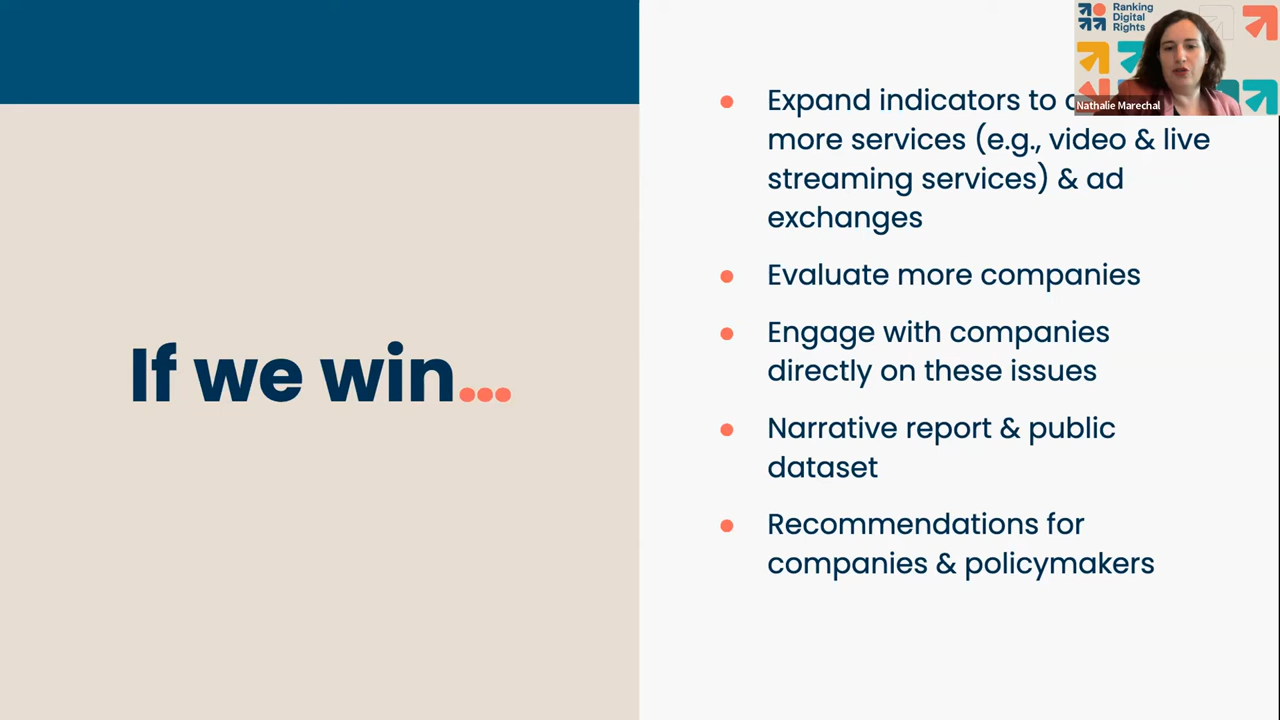 If we win...
Expand indicators to
more services (e.g., video & live
streaming services) & ad
exchanges
Evaluate more companies
Engage with companies
directly on these issues
Narrative report & public
dataset
Recommendations for
companies & policymakers
Ranking
Digital
Rights
Nathalie Marechal